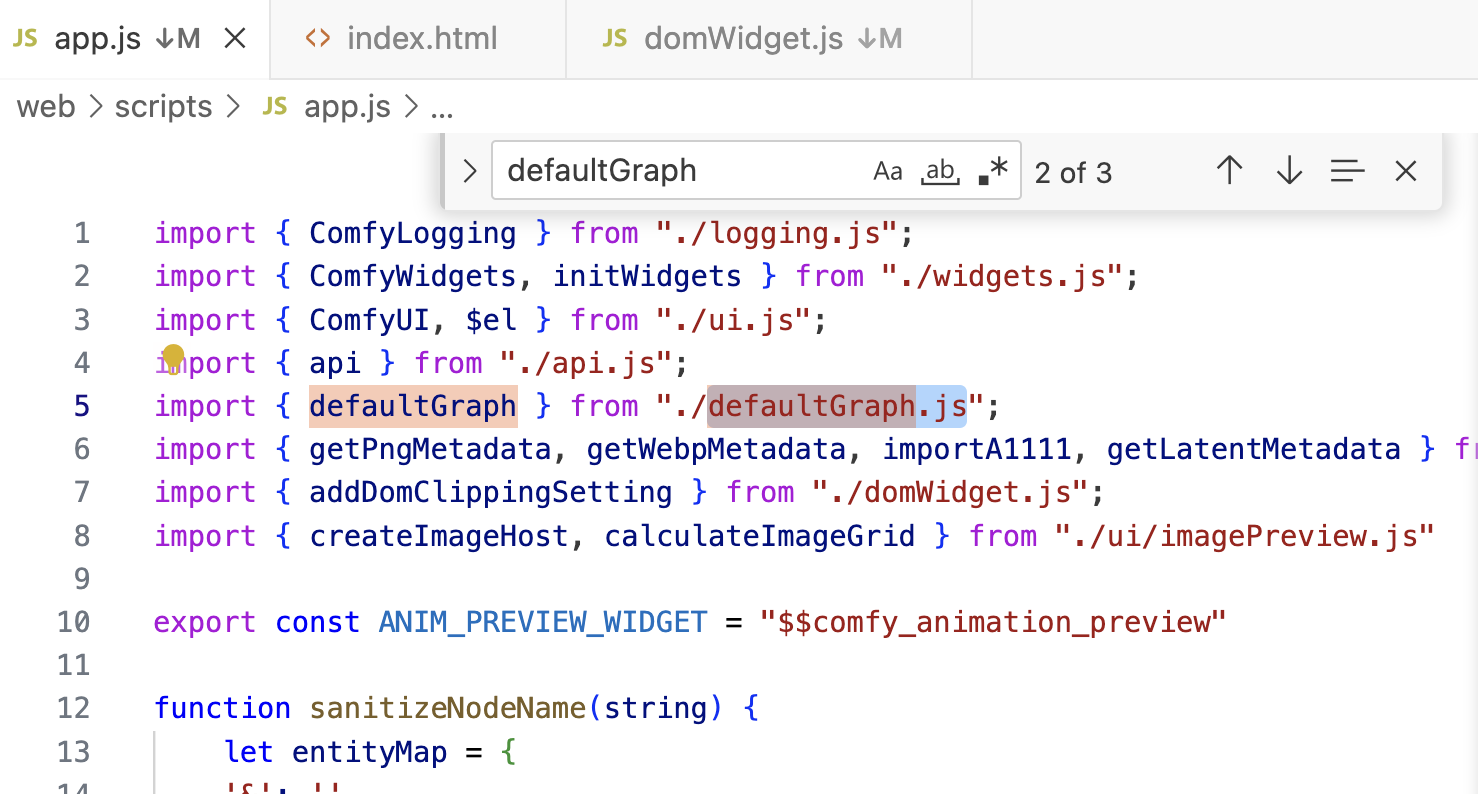 JS app.js ↓M × <> index.html JS domWidget.js ↓M
web > scripts > JS app.js > ...
> defaultGraph Aa ab .* 2 of 3
1 import { ComfyLogging } from "./logging.js";
2 import { ComfyWidgets, initWidgets } from "./widgets.js";
3 import { ComfyUI, $el } from "./ui.js";
4 import { api } from "./api.js";
5 import { defaultGraph } from "./defaultGraph.js";
6 import { getPngMetadata, getWebpMetadata, importA1111, getLatentMetadata } fr
7 import { addDomClippingSetting } from "./domWidget.js";
8 import { createImageHost, calculateImageGrid } from "./ui/imagePreview.js"
9
10 export const ANIM_PREVIEW_WIDGET = "$$comfy_animation_preview"
11
12 function sanitizeNodeName(string) {
13 let entityMap = {
14 '&': ''